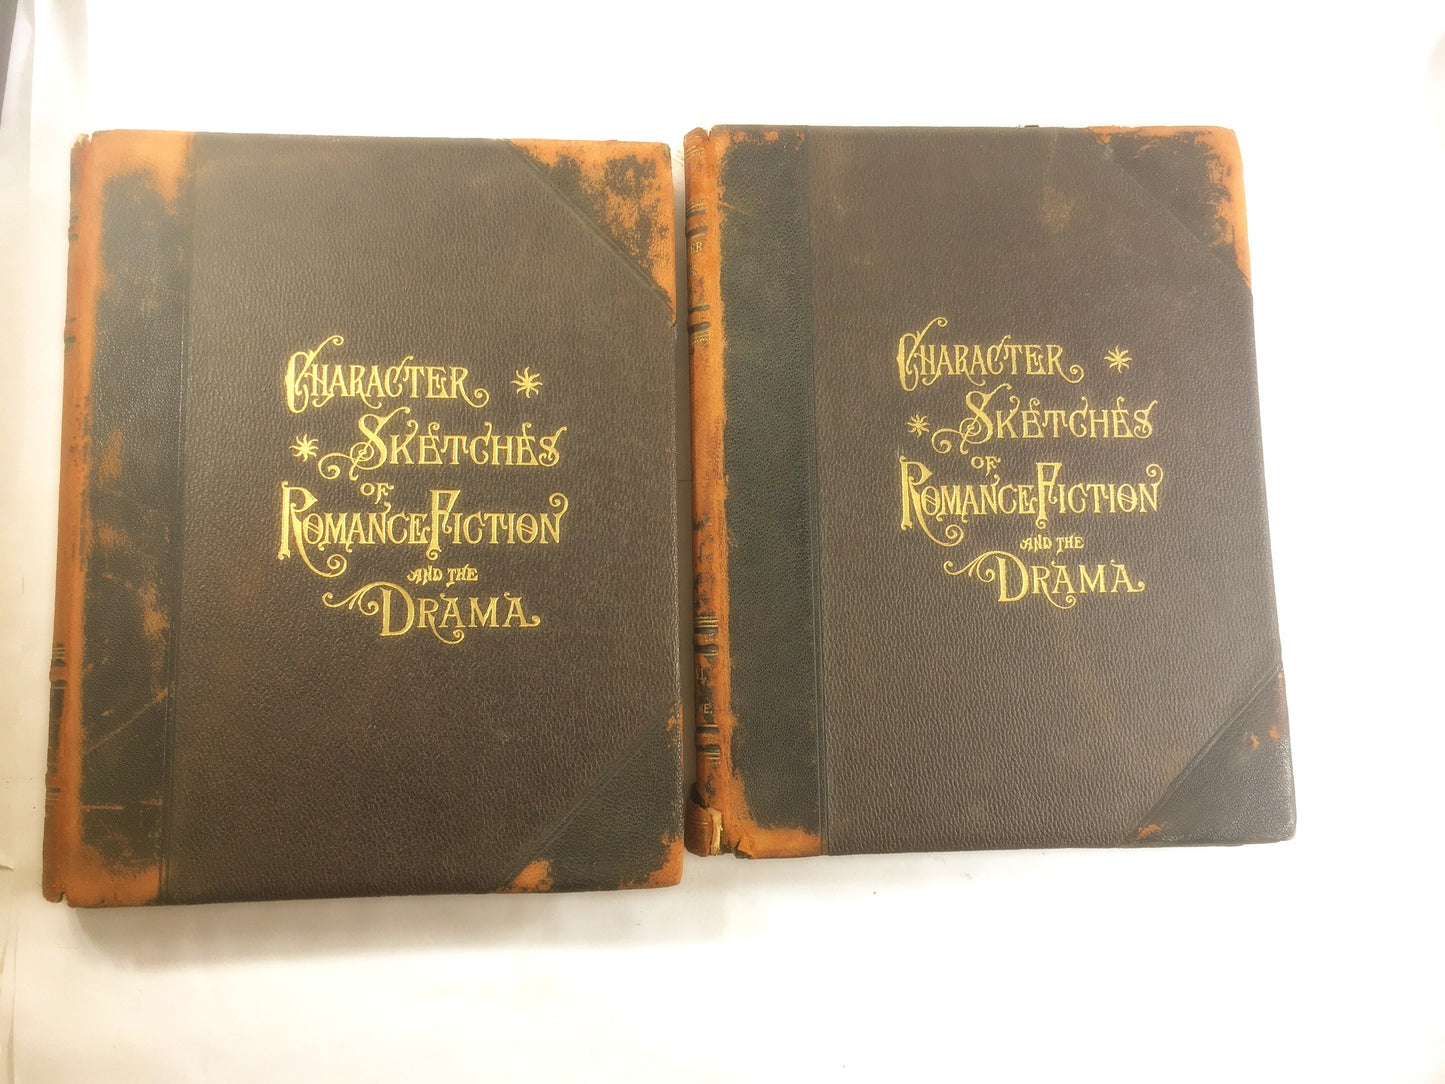 CHARACTER
SKETCHES
OF
ROMANCE FICTION
AND THE
DRAMA
CHARACTER
SKETCHES
OF
ROMANCE FICTION
AND THE
DRAMA